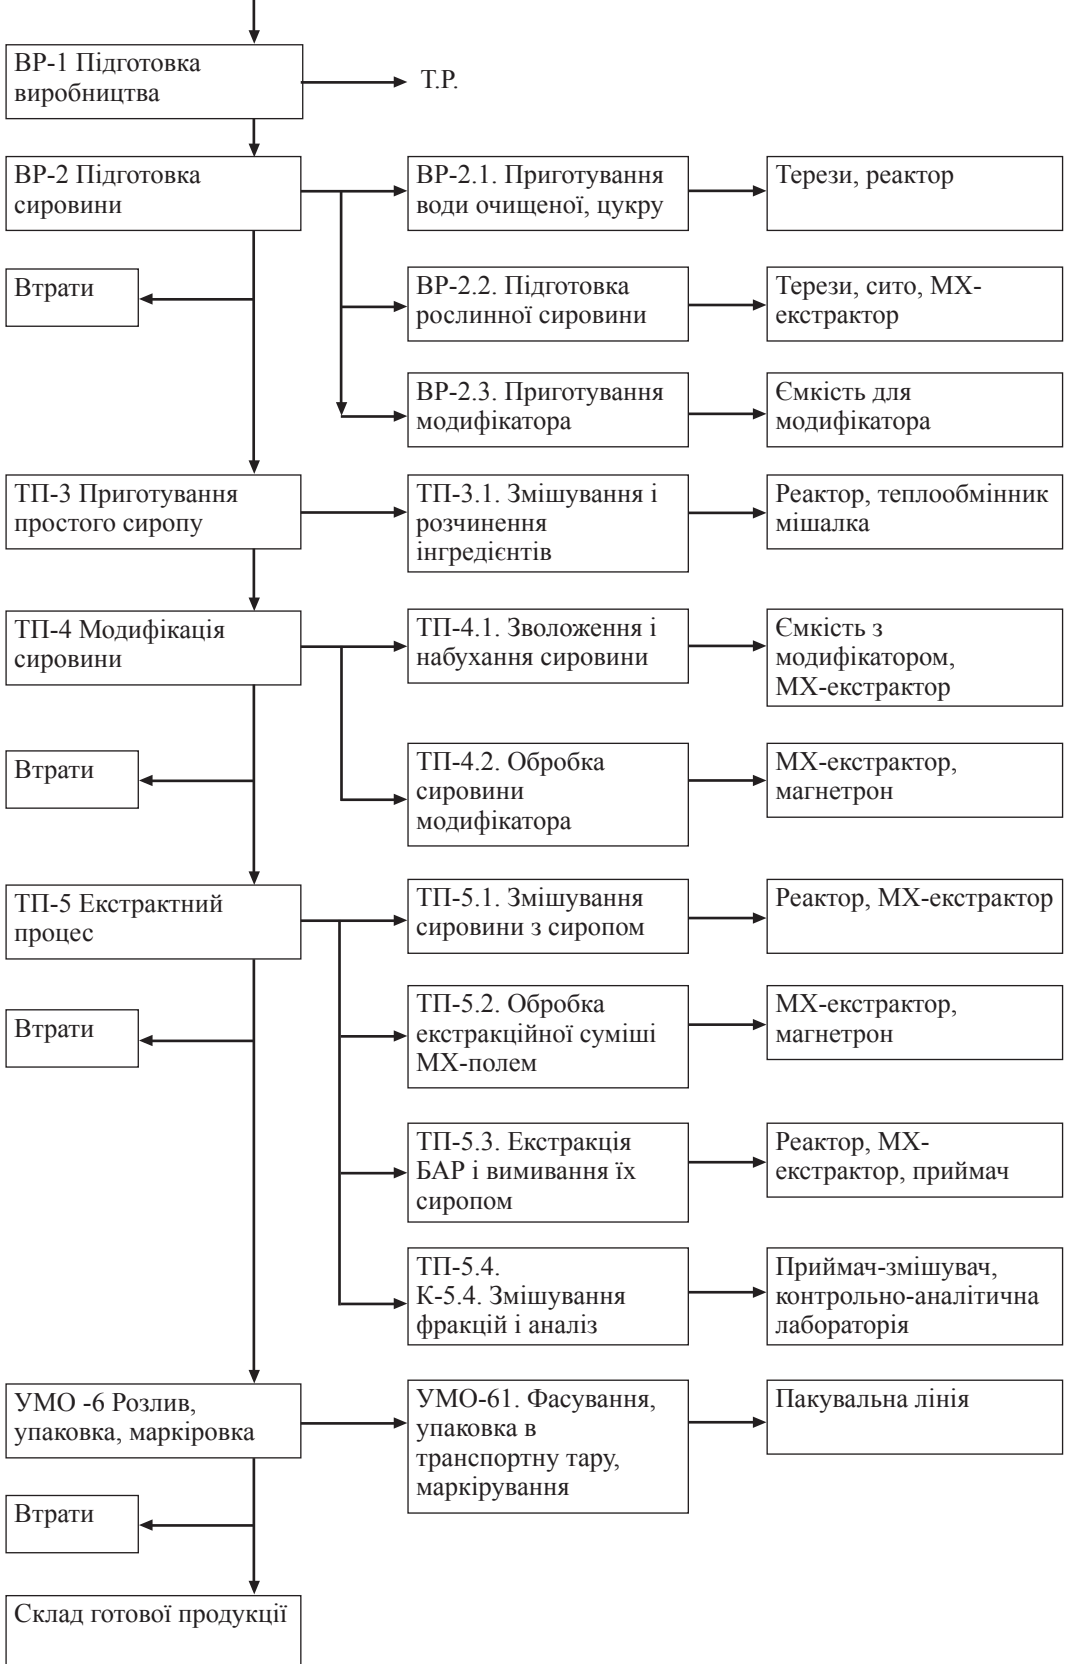 ВР-1 Підготовка
виробництва
Т.Р.
ВР-2 Підготовка
сировини
ВР-2.1. Приготування
води очищеної, цукру
Терези, реактор
Втрати
ВР-2.2. Підготовка
рослинної сировини
Терези, сито, МХ-
екстрактор
ВР-2.3. Приготування
модифікатора
Ємкість для
модифікатора
ТП-3 Приготування
простого сиропу
ТП-3.1. Змішування і
розчинення
інгредієнтів
Реактор, теплообмінник
мішалка
ТП-4 Модифікація
сировини
ТП-4.1. Зволоження і
набухання сировини
Ємкість з
модифікатором,
МХ-екстрактор
Втрати
ТП-4.2. Обробка
сировини
модифікатора
МХ-екстрактор,
магнетрон
ТП-5 Екстрактний
процес
ТП-5.1. Змішування
сировини з сиропом
Реактор, МХ-екстрактор
Втрати
ТП-5.2. Обробка
екстракційної суміші
МХ-полем
МХ-екстрактор,
магнетрон
ТП-5.3. Екстракція
БАР і вимивання їх
сиропом
Реактор, МХ-
екстрактор, приймач
ТП-5.4.
К-5.4. Змішування
фракцій і аналіз
Приймач-змішувач,
контрольно-аналітична
лабораторія
УМО -6 Розлив,
упаковка, маркіровка
УМО-61. Фасування,
упаковка в
транспортну тару,
маркірування
Пакувальна лінія
Втрати
Склад готової продукції